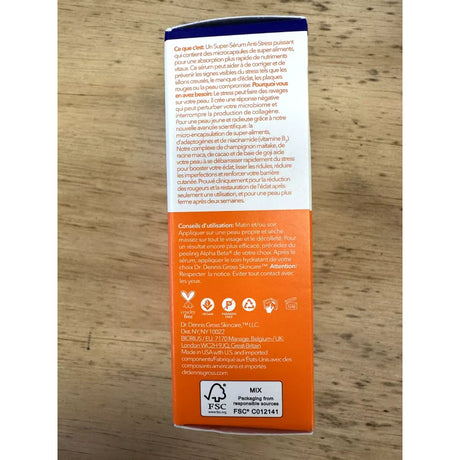 Ce que c'est: Un Super-Sérum Anti-Stress puissant
qui contient des microcapsules de super-aliments,
pour une absorption plus rapide de nutriments
vitaux. Ce sérum peut aider à de corriger et de
prévenir les signes visibles du stress tels que les
sillons creusés, le manque d'éclat, les plaques
rouges ou la peau compromise. Pourquoi vous
en avez besoin: Le stress peut faire des ravages
sur votre peau. Il crée une réponse négative
qui peut perturber votre microbiome et
interrompre la production de collagène.
Pour une peau jeune et radieuse grâce à notre
nouvelle avancée scientifique: la
micro-encapsulation de super-aliments,
d'adaptogènes et de niacinamide (vitamine B₃).
Notre complexe de champignon maitake, de
racine maca, de cacao et de baie de goji aide
votre peau à se débarrasser rapidement du stress
pour booster votre éclat, lisser les ridules, réduire
les imperfections et renforcer votre barrière
cutanée. Prouvé cliniquement pour la réduction
des rougeurs et la restauration de l'éclat après
seulement une utilisation, et pour une peau plus
ferme après deux semaines.
Conseils d'utilisation: Matin et/ou soir.
Appliquer sur une peau propre et sèche,
massez sur tout le visage et le décolleté. Pour
un résultat encore plus efficace, précédez du
peeling Alpha Beta® de votre choix. Après le
sérum, appliquer le soin hydratant de votre
choix Dr. Dennis Gross Skincare™. Attention:
Respecter la notice. Eviter tout contact avec
les yeux.
cruelty
free
VEGAN
Dr. Dennis Gross Skincare,™ LLC.
Dist. NY, NY 10022
BIORIUS / EU: 7170 Manage, Belgium / UK:
London WC2H 9JQ, Great-Britain
Made in USA with U.S. and imported
components/Fabriqué aux États-Unis avec des
composants américains et importés
drdennisgross.com
FSC
www.fsc.org
MIX
Packaging from
responsible sources
FSC® C012141